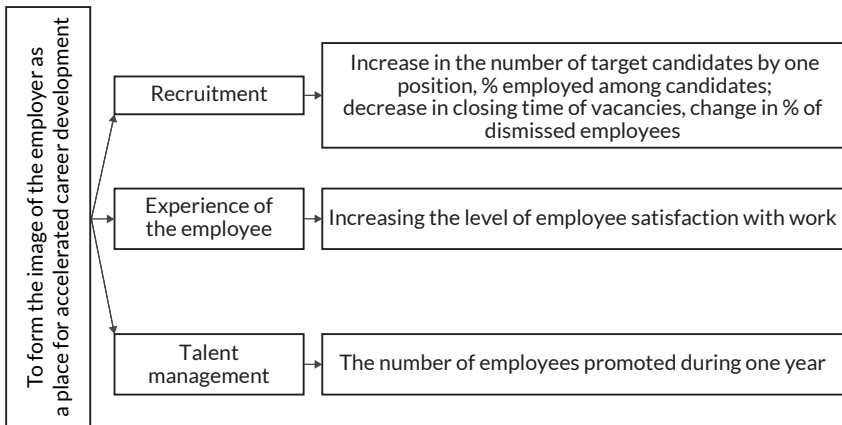 To form the image of the employer as
a place for accelerated career development
Recruitment
Increase in the number of target candidates by one
position, % employed among candidates;
decrease in closing time of vacancies, change in % of
dismissed employees
Experience of
the employee
Increasing the level of employee satisfaction with work
Talent
management
The number of employees promoted during one year